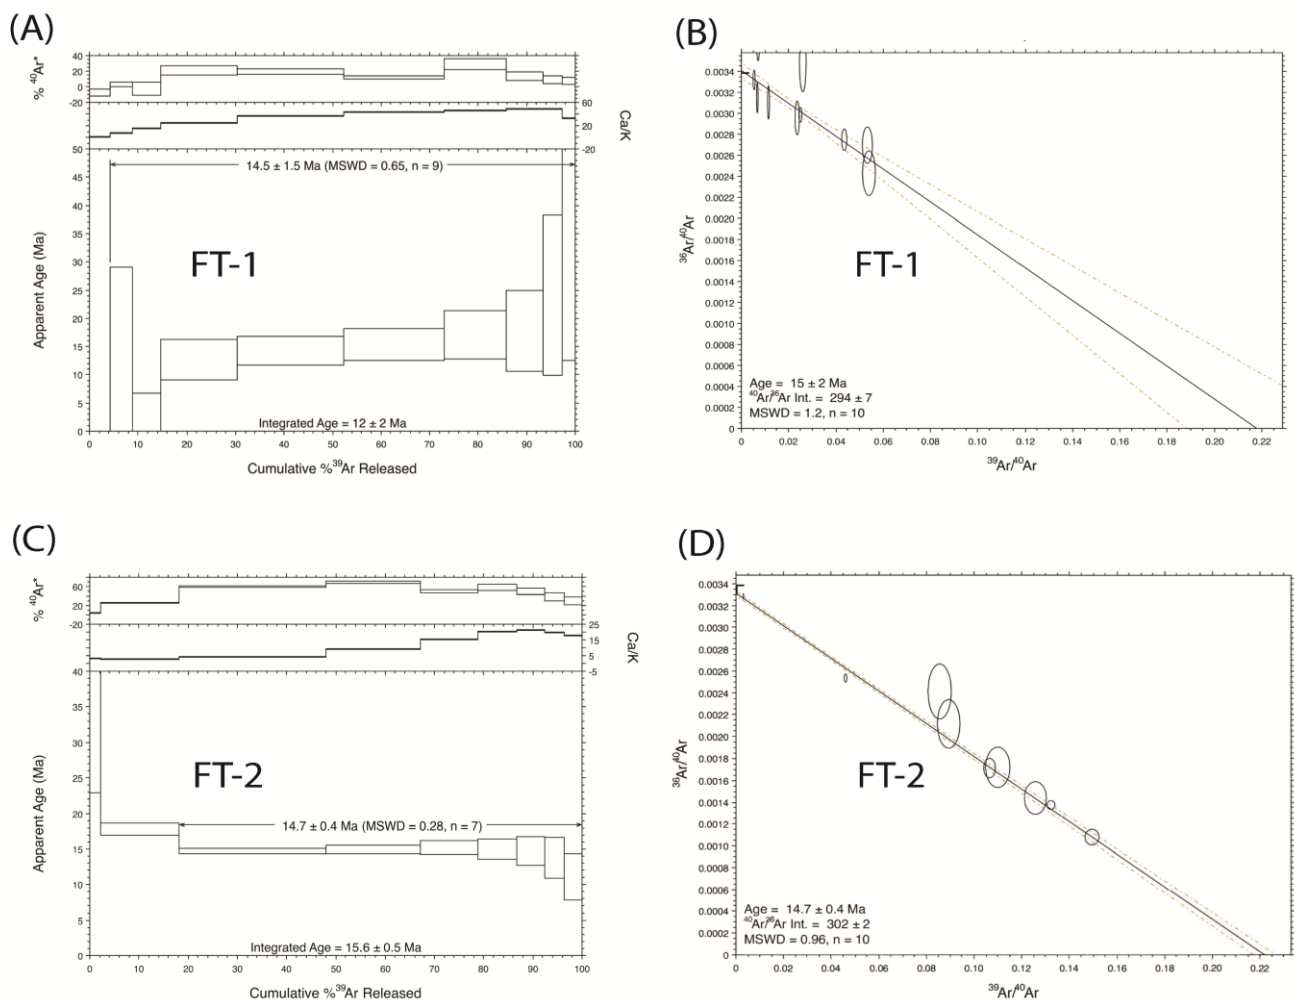 (A)
% ⁴⁰Ar*
40
20
0
-20
60
20
-20
Ca/K
50
45
40
35
30
25
20
15
10
5
0
Apparent Age (Ma)
14.5 ± 1.5 Ma (MSWD = 0.65, n = 9)
FT-1
Integrated Age = 12 ± 2 Ma
0 10 20 30 40 50 60 70 80 90 100
Cumulative %³⁹Ar Released
(B)
0.0034
0.0032
0.0030
0.0028
0.0026
0.0024
0.0022
0.0020
0.0018
0.0016
0.0014
0.0012
0.0010
0.0008
0.0006
0.0004
0.0002
0
³⁶Ar/⁴⁰Ar
FT-1
Age = 15 ± 2 Ma
⁴⁰Ar/³⁶Ar Int. = 294 ± 7
MSWD = 1.2, n = 10
0 0.02 0.04 0.06 0.08 0.10 0.12 0.14 0.16 0.18 0.20 0.22
³⁹Ar/⁴⁰Ar
(C)
% ⁴⁰Ar*
60
20
-20
25
15
5
-5
Ca/K
40
35
30
25
20
15
10
5
0
Apparent Age (Ma)
FT-2
14.7 ± 0.4 Ma (MSWD = 0.28, n = 7)
Integrated Age = 15.6 ± 0.5 Ma
0 10 20 30 40 50 60 70 80 90 100
Cumulative %³⁹Ar Released
(D)
0.0034
0.0032
0.0030
0.0028
0.0026
0.0024
0.0022
0.0020
0.0018
0.0016
0.0014
0.0012
0.0010
0.0008
0.0006
0.0004
0.0002
0
³⁶Ar/⁴⁰Ar
FT-2
Age = 14.7 ± 0.4 Ma
⁴⁰Ar/³⁶Ar Int. = 302 ± 2
MSWD = 0.96, n = 10
0 0.02 0.04 0.06 0.08 0.10 0.12 0.14 0.16 0.18 0.20 0.22
³⁹Ar/⁴⁰Ar